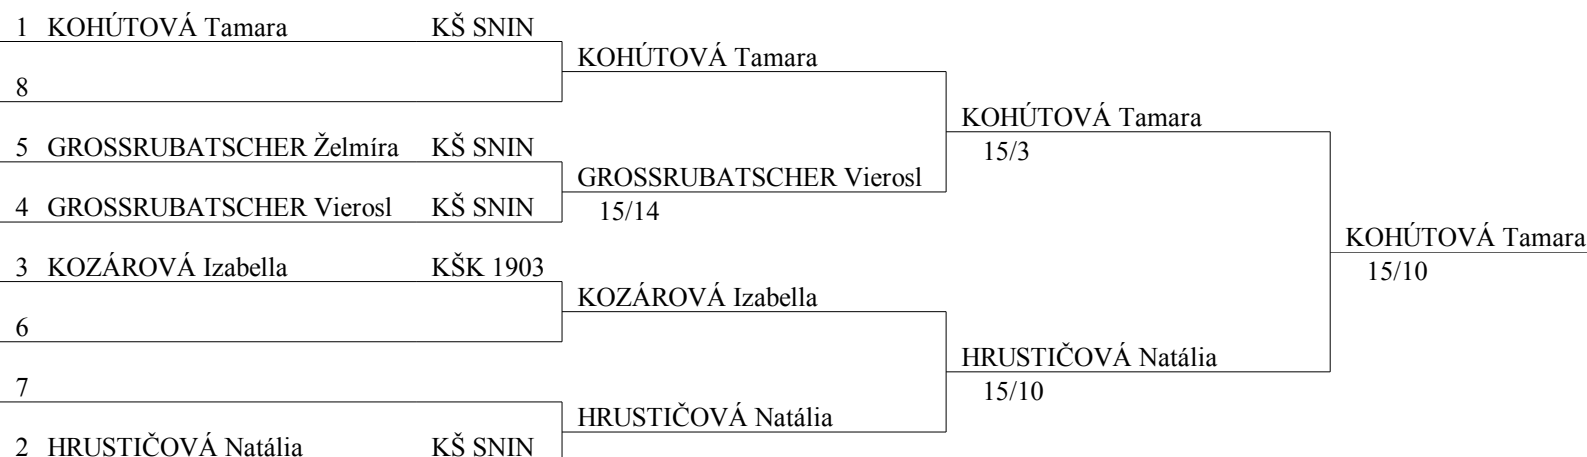 1 KOHÚTOVÁ Tamara KŠ SNIN
KOHÚTOVÁ Tamara
8
KOHÚTOVÁ Tamara
15/3
5 GROSSRUBATSCHER Želmíra KŠ SNIN
GROSSRUBATSCHER Vierosl
15/14
4 GROSSRUBATSCHER Vierosl KŠ SNIN
KOHÚTOVÁ Tamara
15/10
3 KOZÁROVÁ Izabella KŠK 1903
KOZÁROVÁ Izabella
6
HRUSTIČOVÁ Natália
15/10
7
HRUSTIČOVÁ Natália
2 HRUSTIČOVÁ Natália KŠ SNIN